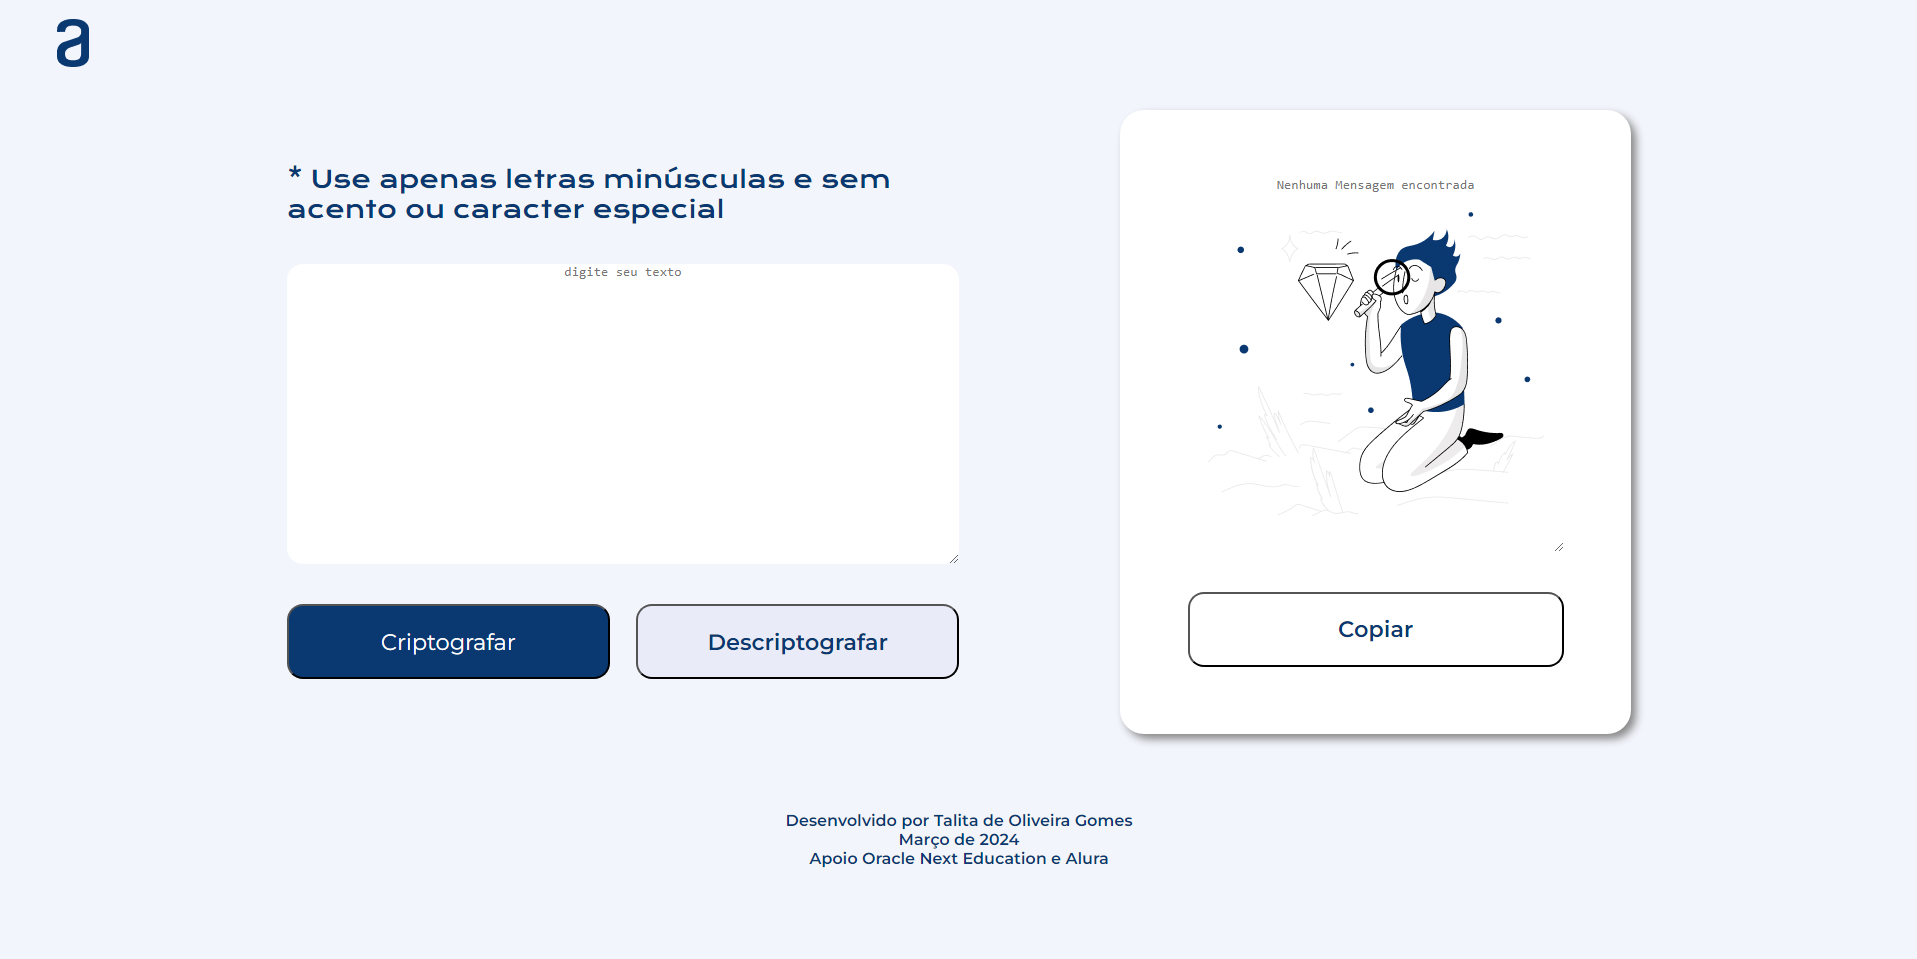 a
* Use apenas letras minúsculas e sem
acento ou caracter especial
digite seu texto
Criptografar
Descriptografar
Nenhuma Mensagem encontrada
Copiar
Desenvolvido por Talita de Oliveira Gomes
Março de 2024
Apoio Oracle Next Education e Alura